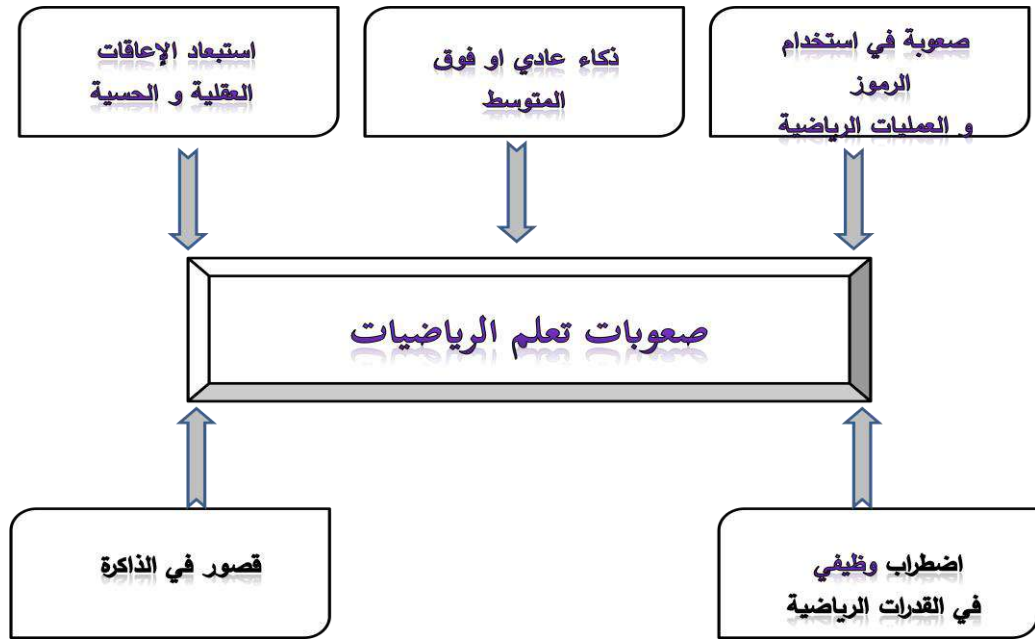 صعوبة في استخدام
الرموز
و العمليات الرياضية
ذكاء عادي او فوق
المتوسط
استبعاد الإعاقات
العقلية و الحسية
صعوبات تعلم الرياضيات
اضطراب وظيفي
في القدرات الرياضية
قصور في الذاكرة